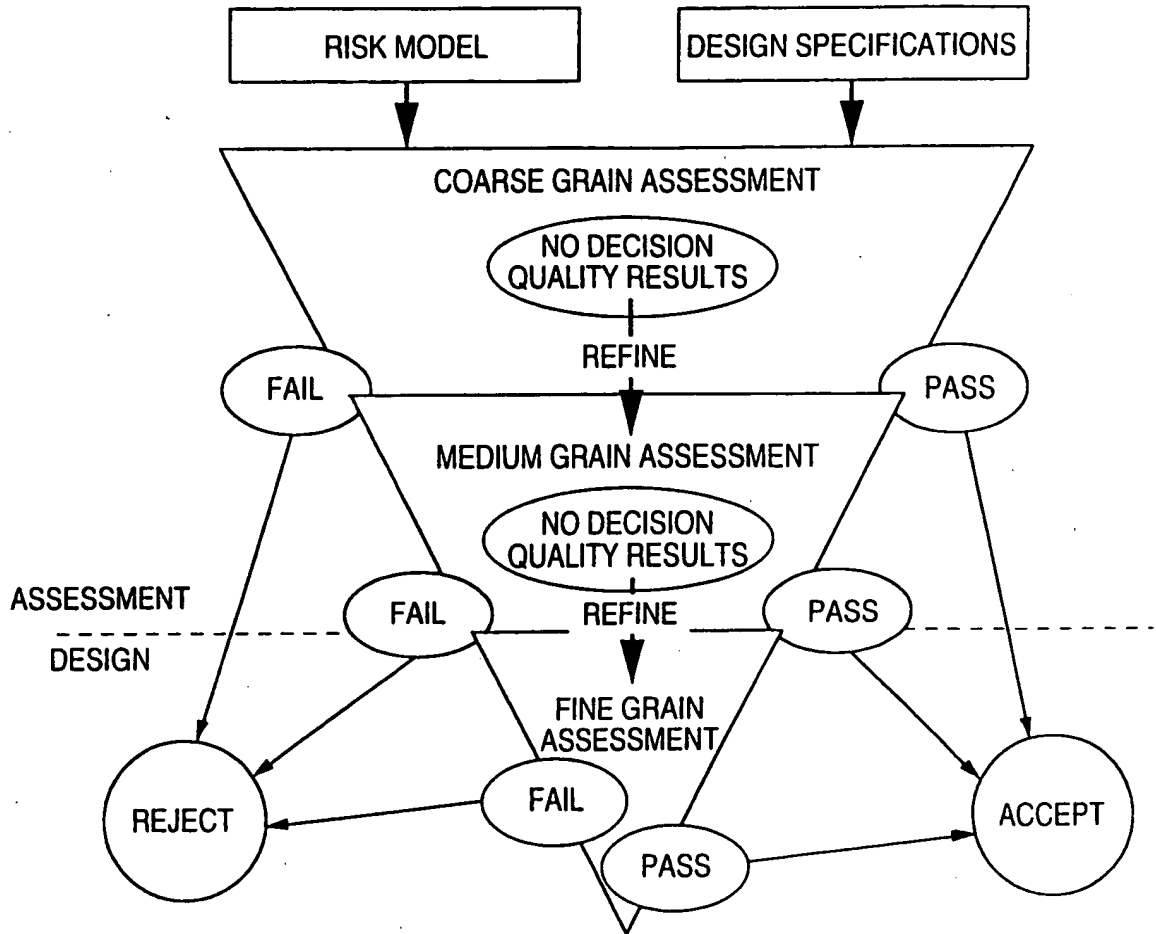 RISK MODEL
DESIGN SPECIFICATIONS
COARSE GRAIN ASSESSMENT
NO DECISION
QUALITY RESULTS
REFINE
FAIL
PASS
MEDIUM GRAIN ASSESSMENT
NO DECISION
QUALITY RESULTS
ASSESSMENT
FAIL
REFINE
PASS
DESIGN
FINE GRAIN
ASSESSMENT
FAIL
REJECT
ACCEPT
PASS